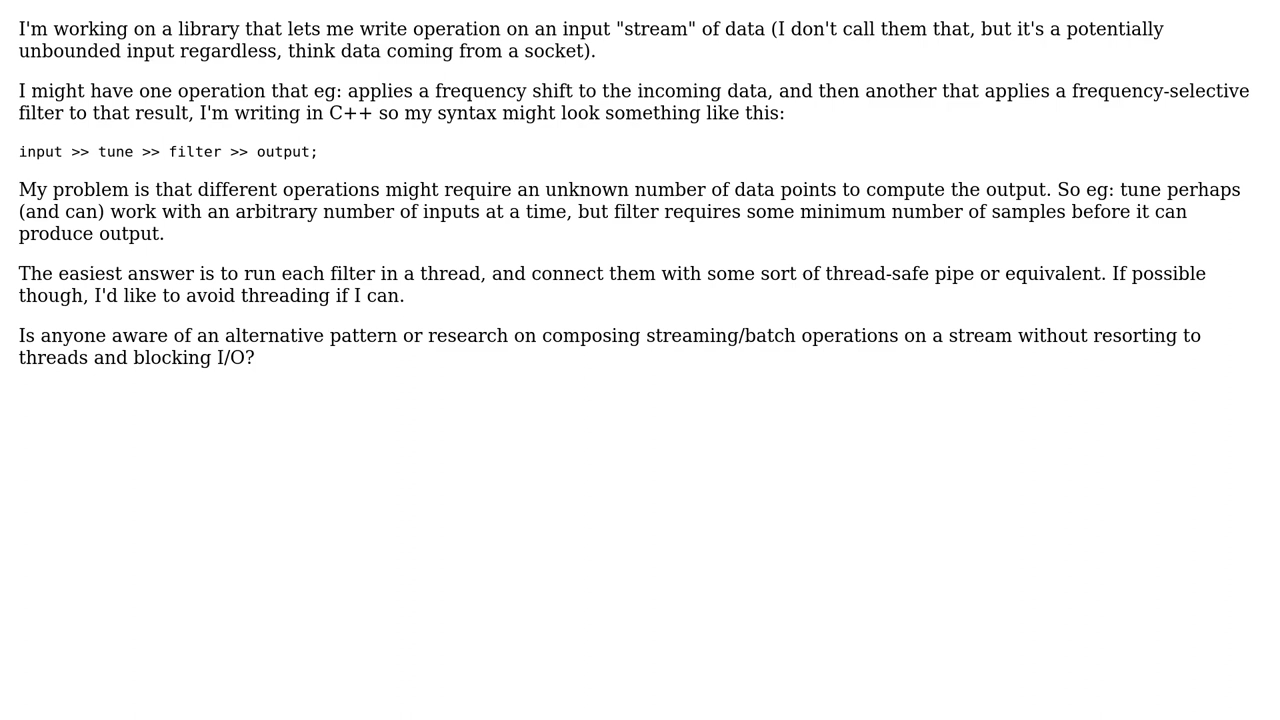 I'm working on a library that lets me write operation on an input "stream" of data (I don't call them that, but it's a potentially
unbounded input regardless, think data coming from a socket).
I might have one operation that eg: applies a frequency shift to the incoming data, and then another that applies a frequency-selective
filter to that result, I'm writing in C++ so my syntax might look something like this:
input >> tune >> filter >> output;
My problem is that different operations might require an unknown number of data points to compute the output. So eg: tune perhaps
(and can) work with an arbitrary number of inputs at a time, but filter requires some minimum number of samples before it can
produce output.
The easiest answer is to run each filter in a thread, and connect them with some sort of thread-safe pipe or equivalent. If possible
though, I'd like to avoid threading if I can.
Is anyone aware of an alternative pattern or research on composing streaming/batch operations on a stream without resorting to
threads and blocking I/O?